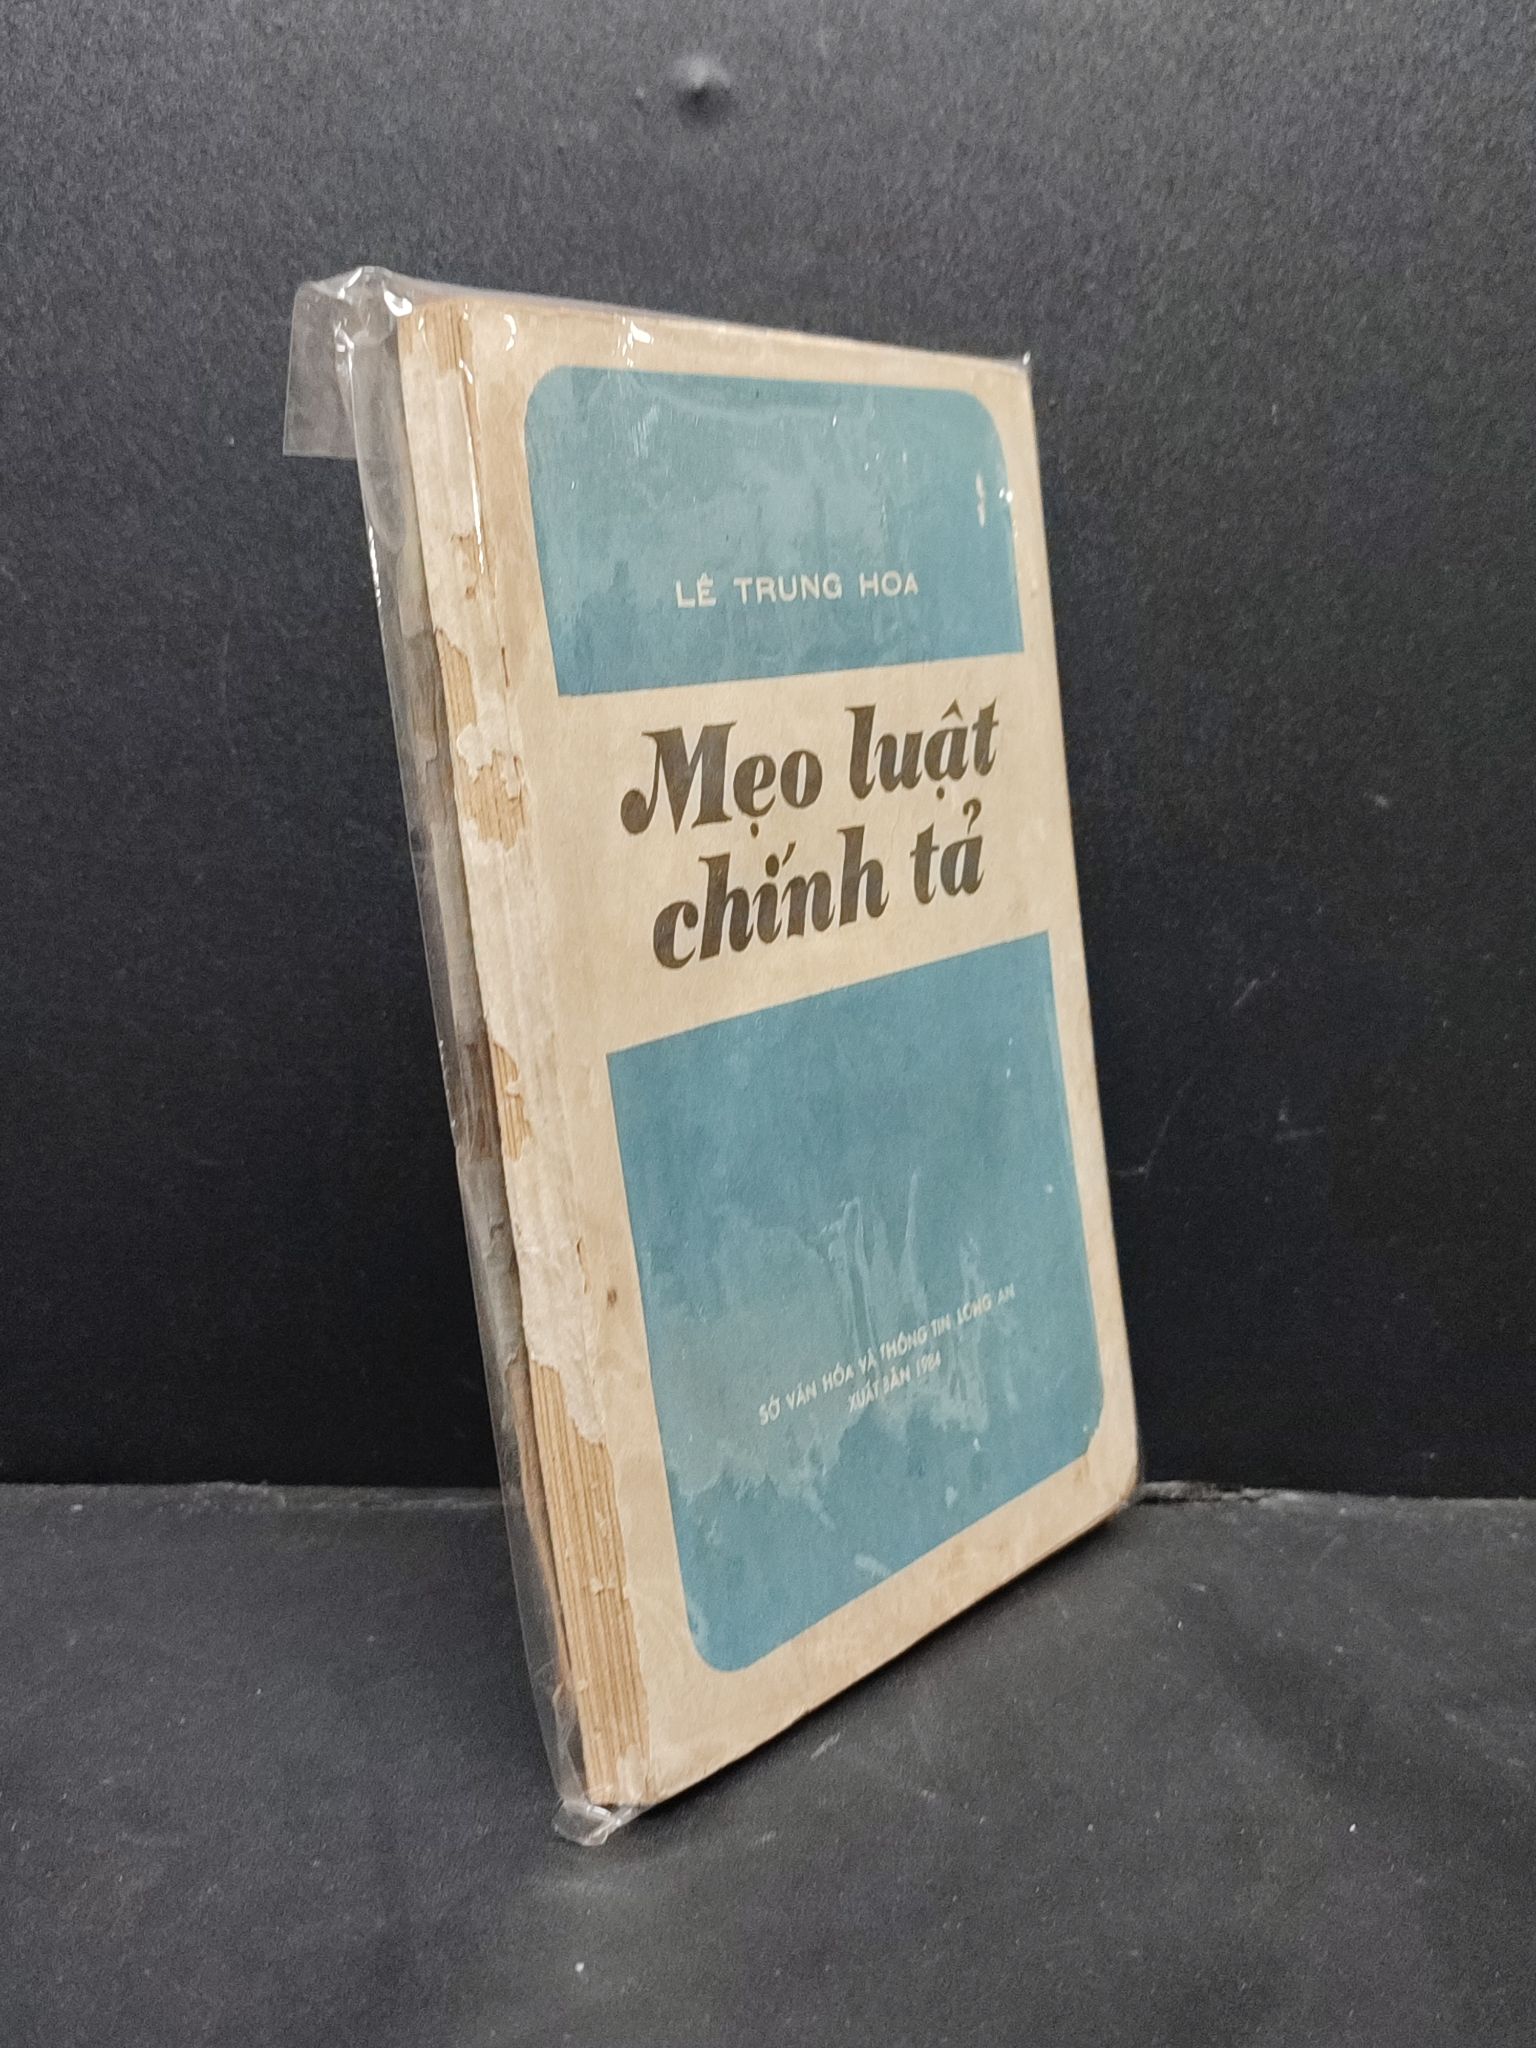 LÊ TRUNG HOA
Mẹo luật
chính tả
SỞ VĂN HÓA VÀ THÔNG TIN LONG AN
XUẤT BẢN 1984